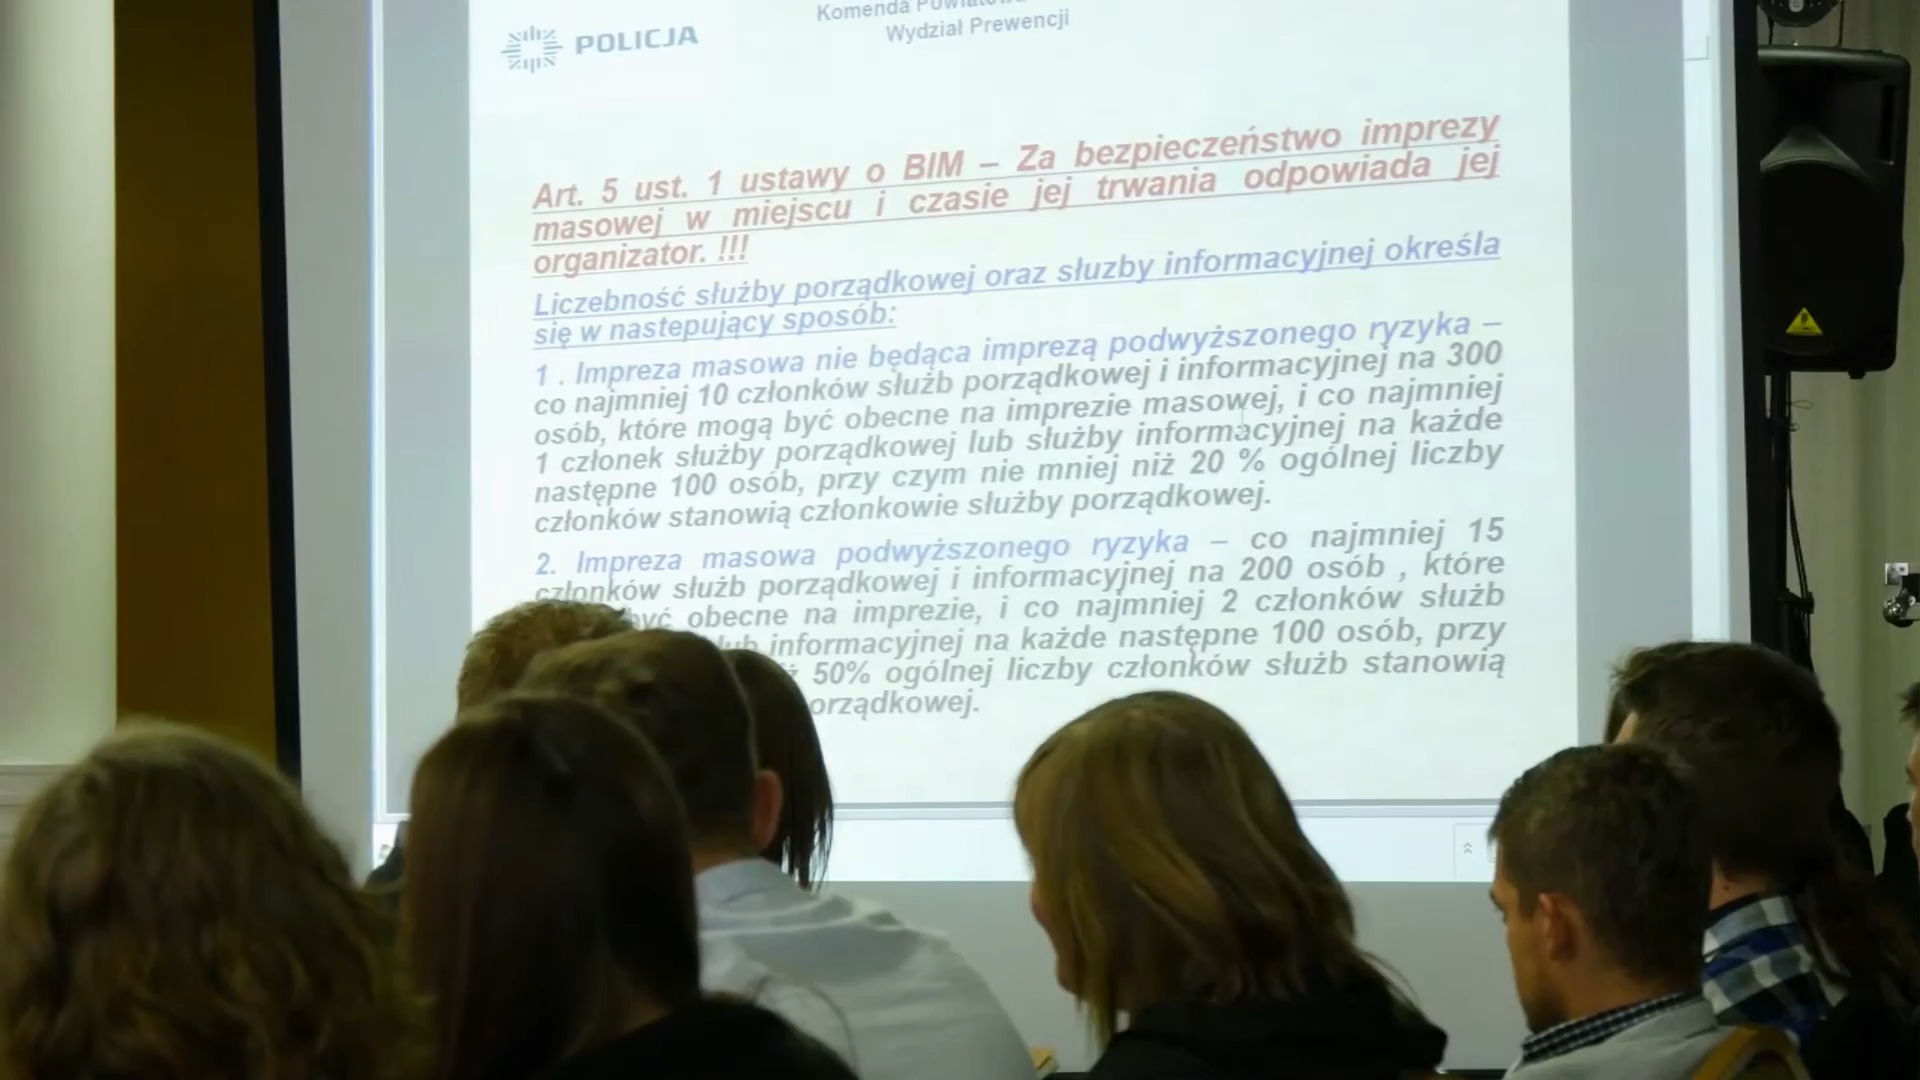 POLICJA
Komenda
Wydział Prewencji
Art. 5 ust. 1 ustawy o BIM – Za bezpieczeństwo imprezy
masowej w miejscu i czasie jej trwania odpowiada jej
organizator. !!!
Liczebność służby porządkowej oraz słuzby informacyjnej określa
się w nastepujący sposób:
1 . Impreza masowa nie będąca imprezą podwyższonego ryzyka –
co najmniej 10 członków służb porządkowej i informacyjnej na 300
osób, które mogą być obecne na imprezie masowej, i co najmniej
1 członek służby porządkowej lub służby informacyjnej na każde
następne 100 osób, przy czym nie mniej niż 20 % ogólnej liczby
członków stanowią członkowie służby porządkowej.
2. Impreza masowa podwyższonego ryzyka – co najmniej 15
członków służb porządkowej i informacyjnej na 200 osób , które
być obecne na imprezie, i co najmniej 2 członków służb
lub informacyjnej na każde następne 100 osób, przy
50% ogólnej liczby członków służb stanowią
orządkowej.